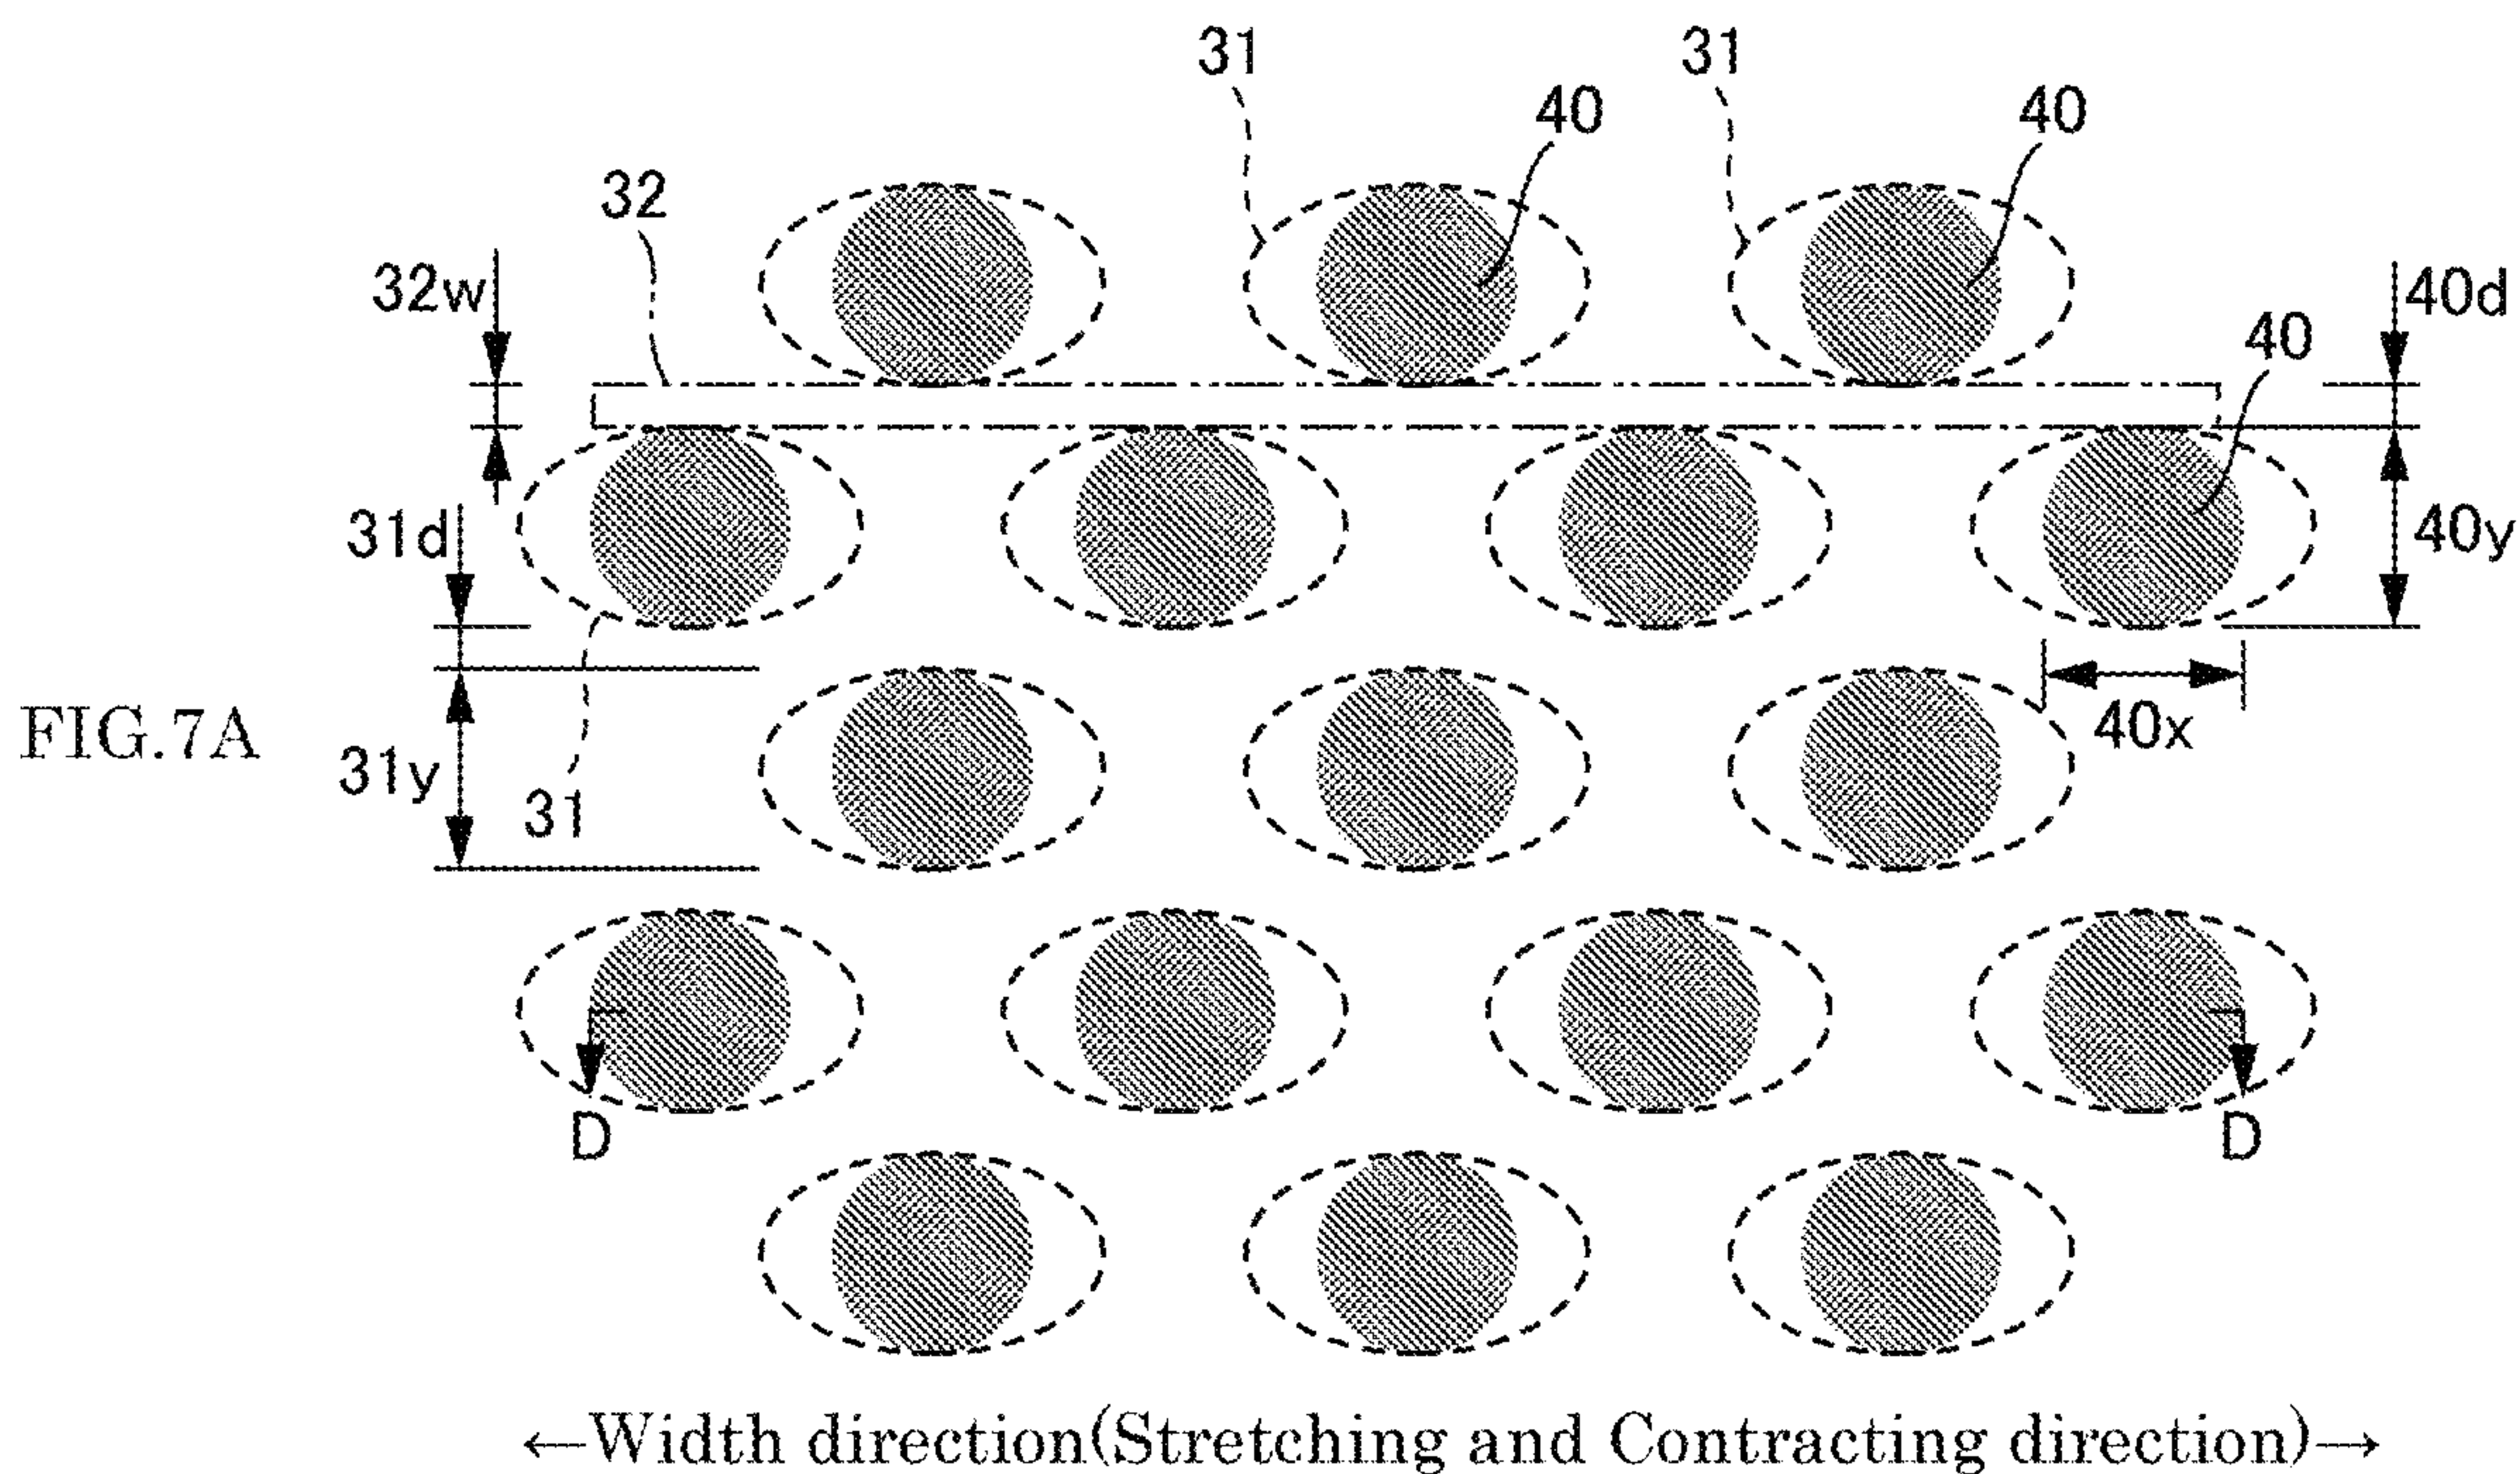 31
31
40
40
32
32w
40d
40
31d
40y
FIG.7A
40x
31y
31
D
D
←Width direction(Stretching and Contracting direction)→